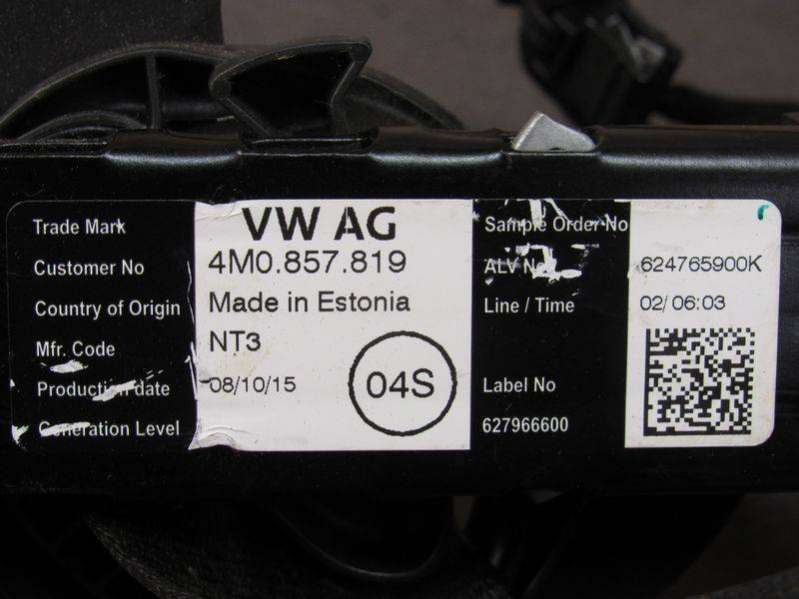 Trade Mark VW AG
Customer No 4M0.857.819
Country of Origin Made in Estonia
Mfr. Code NT3
Production date 08/10/15
Generation Level
04S
Sample Order No
ALV No 624765900K
Line / Time 02/06:03
Label No
627966600